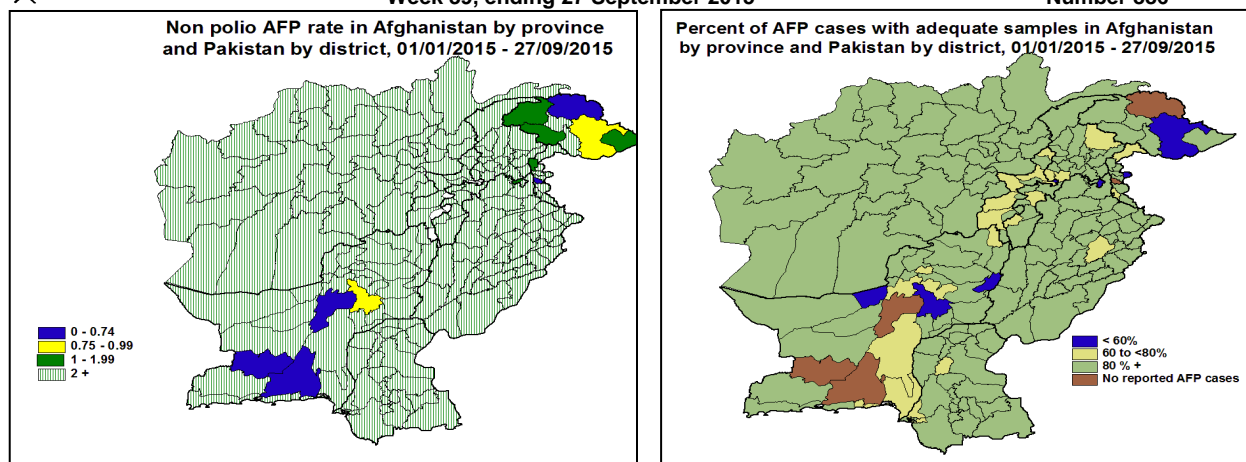 Non polio AFP rate in Afghanistan by province
and Pakistan by district, 01/01/2015 - 27/09/2015
0 - 0.74
0.75 - 0.99
1 - 1.99
2 +
Percent of AFP cases with adequate samples in Afghanistan
by province and Pakistan by district, 01/01/2015 - 27/09/2015
< 60%
60 to <80%
80 % +
No reported AFP cases